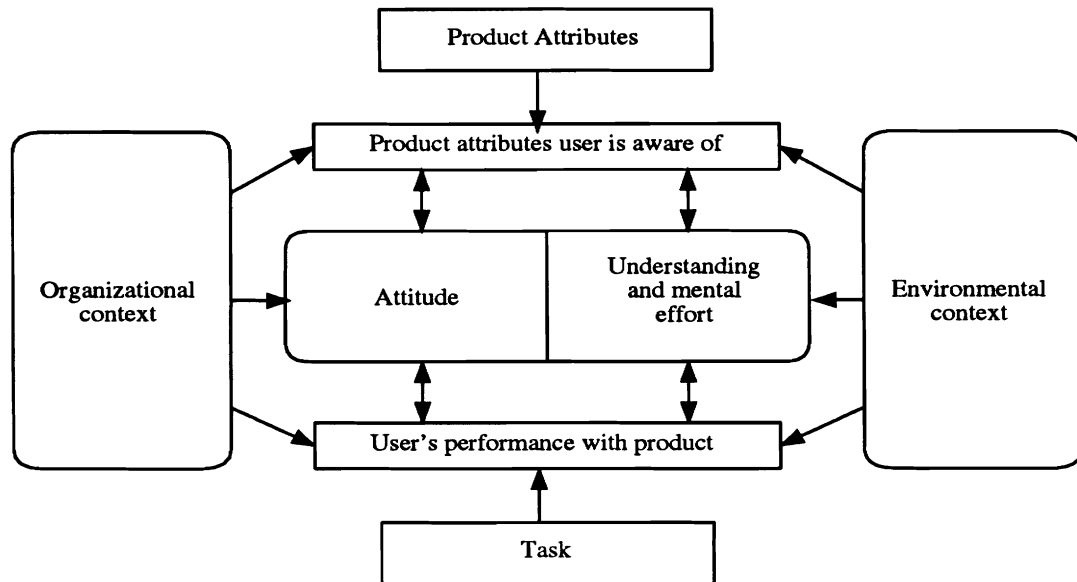 Product Attributes
Product attributes user is aware of
Organizational
context
Attitude
Understanding
and mental
effort
Environmental
context
User's performance with product
Task